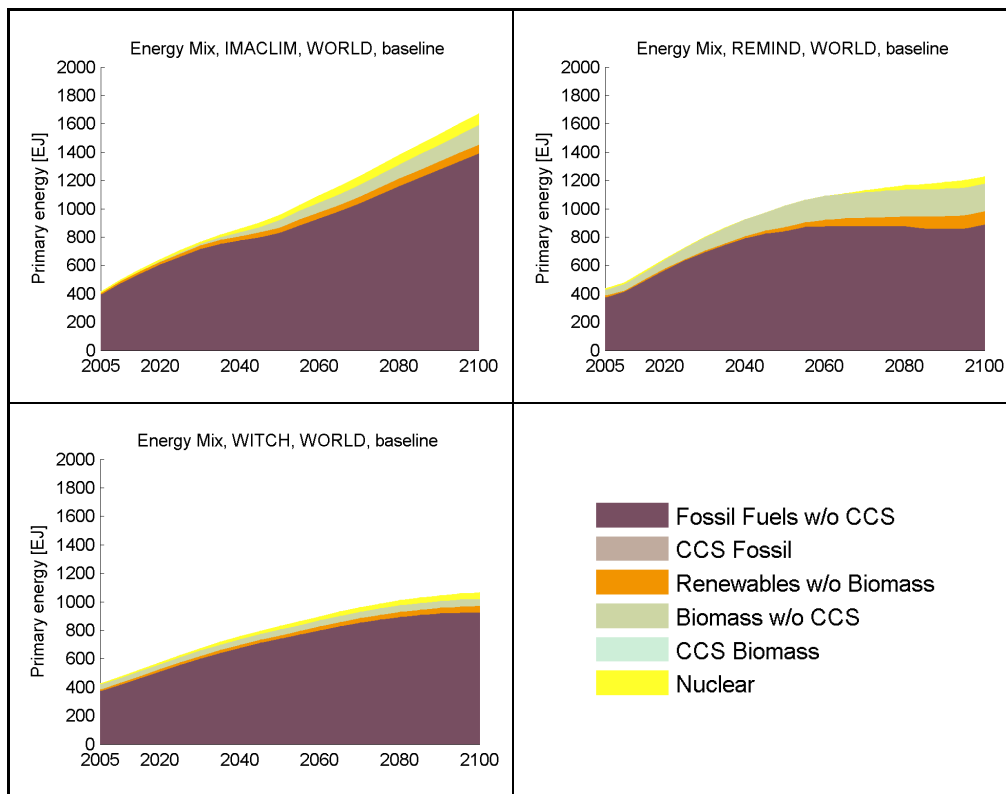 Energy Mix, IMACLIM, WORLD, baseline
Primary energy [EJ]
2000
1800
1600
1400
1200
1000
800
600
400
200
0
2005 2020 2040 2060 2080 2100
Energy Mix, REMIND, WORLD, baseline
Primary energy [EJ]
2000
1800
1600
1400
1200
1000
800
600
400
200
0
2005 2020 2040 2060 2080 2100
Energy Mix, WITCH, WORLD, baseline
Primary energy [EJ]
2000
1800
1600
1400
1200
1000
800
600
400
200
0
2005 2020 2040 2060 2080 2100
Fossil Fuels w/o CCS
CCS Fossil
Renewables w/o Biomass
Biomass w/o CCS
CCS Biomass
Nuclear